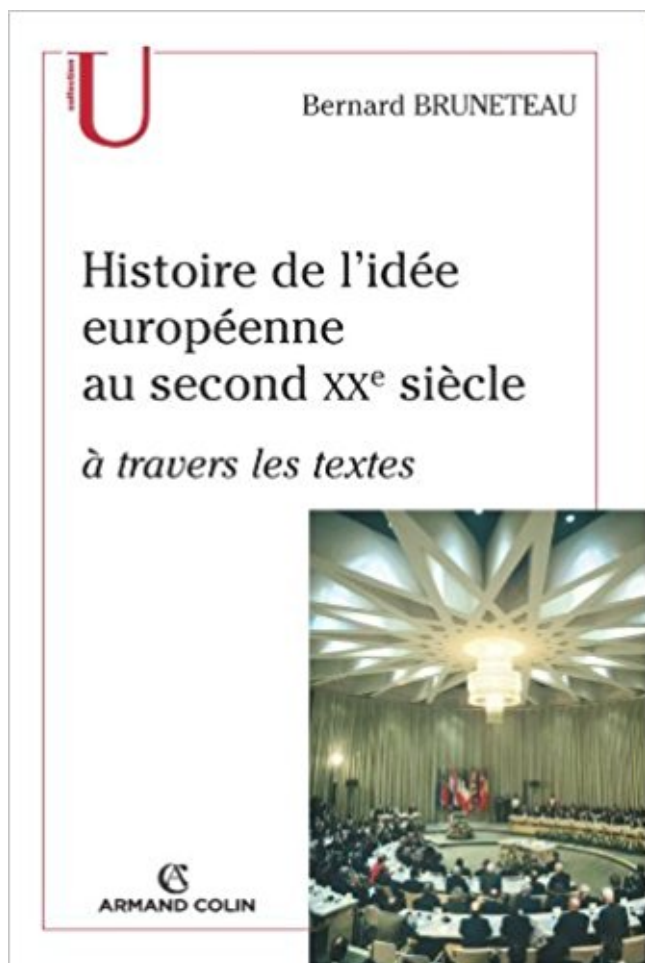 collection
U
Bernard BRUNETEAU
Histoire de l'idée
européenne
au second XXe siècle
à travers les textes
AC
ARMAND COLIN